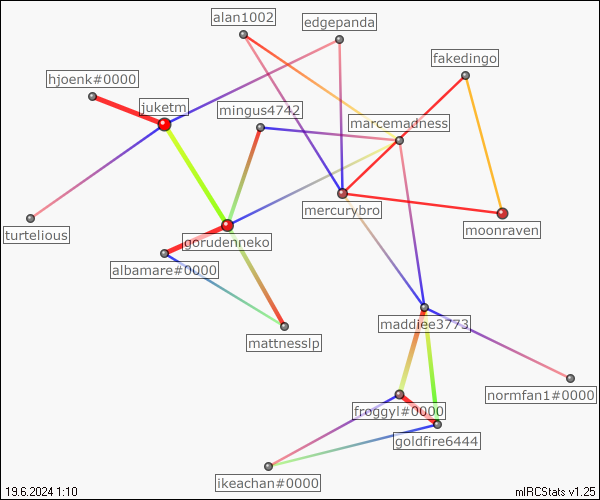 alan1002
edgepanda
fakedingo
hjoenk#0000
juketm
mingus4742
marcemadness
mercurybro
moonraven
turtelious
gorudenneko
albamare#0000
maddiee3773
mattnesslp
normfan1#0000
froggyl#0000
goldfire6444
ikeachan#0000
19.6.2024 1:10
mIRCStats v1.25